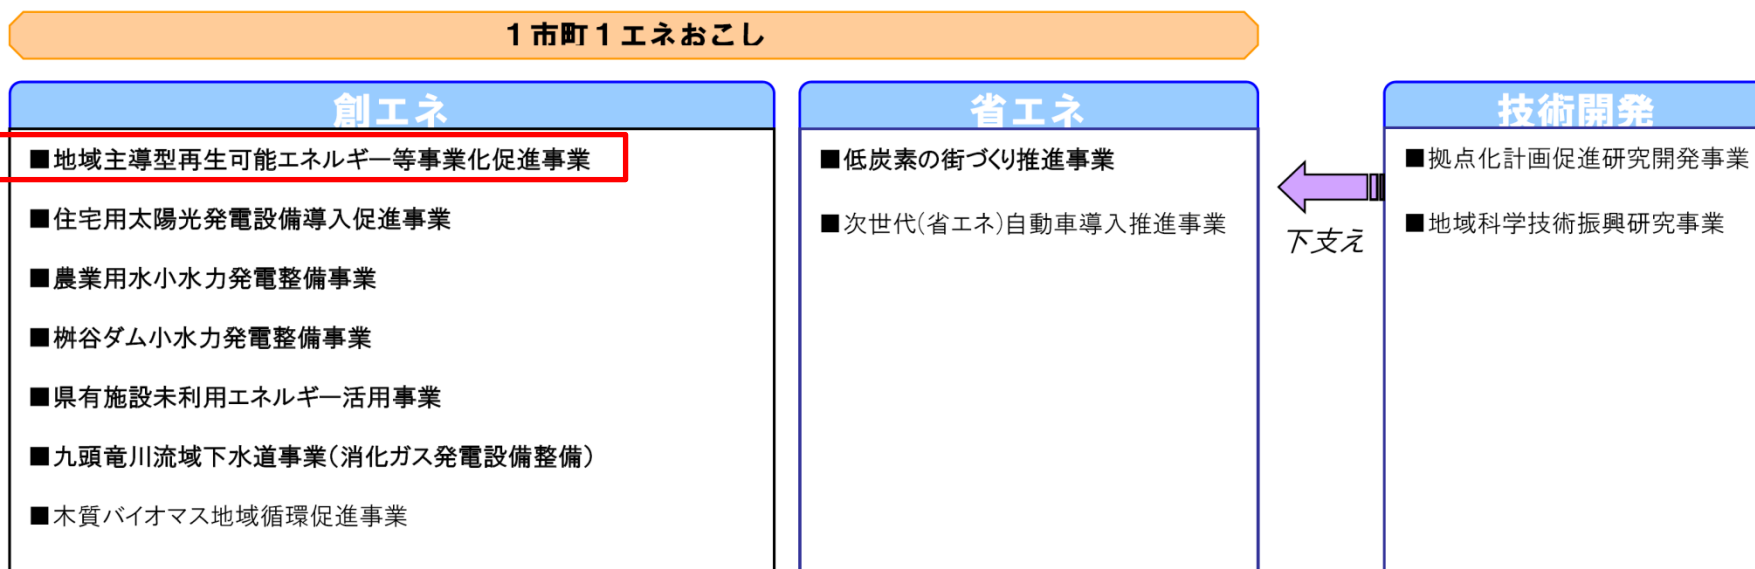 1市町1エネおこし
創エネ
■地域主導型再生可能エネルギー等事業化促進事業
■住宅用太陽光発電設備導入促進事業
■農業用水小水力発電整備事業
■桝谷ダム小水力発電整備事業
■県有施設未利用エネルギー活用事業
■九頭竜川流域下水道事業(消化ガス発電設備整備)
■木質バイオマス地域循環促進事業
省エネ
■低炭素の街づくり推進事業
■次世代(省エネ)自動車導入推進事業
下支え
技術開発
■拠点化計画促進研究開発事業
■地域科学技術振興研究事業